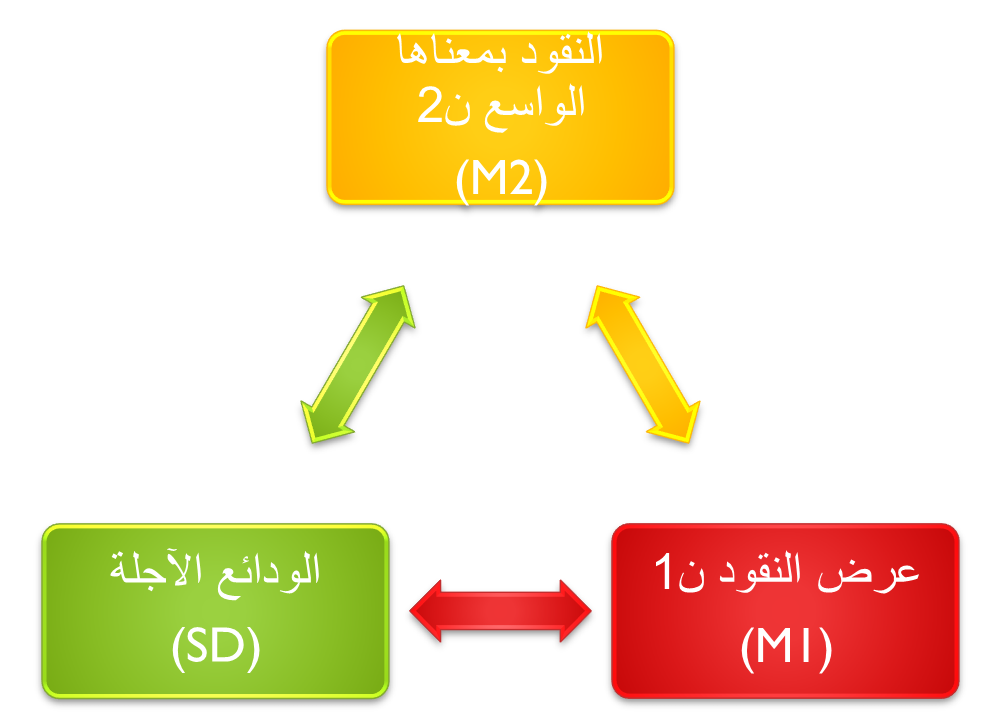 النقود بمعناها
الواسع ن2
(M2)
عرض النقود ن1
(M1)
الودائع الآجلة
(SD)